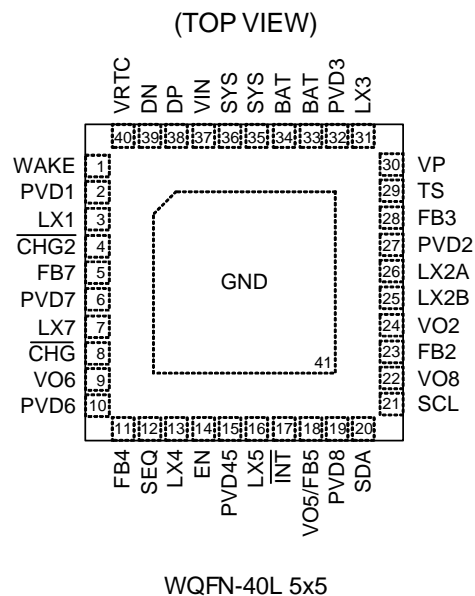 (TOP VIEW)
VRTC DN DP VIN SYS SYS BAT BAT PVD3 LX3
40 39 38 37 36 35 34 33 32 31
WAKE 1
PVD1 2
LX1 3
CHG2 4
FB7 5
PVD7 6
LX7 7
CHG 8
VO6 9
PVD6 10
GND
41
30 VP
29 TS
28 FB3
27 PVD2
26 LX2A
25 LX2B
24 VO2
23 FB2
22 VO8
21 SCL
11 12 13 14 15 16 17 18 19 20
FB4 SEQ LX4 EN PVD45 LX5 INT VO5/FB5 PVD8 SDA
WQFN-40L 5x5